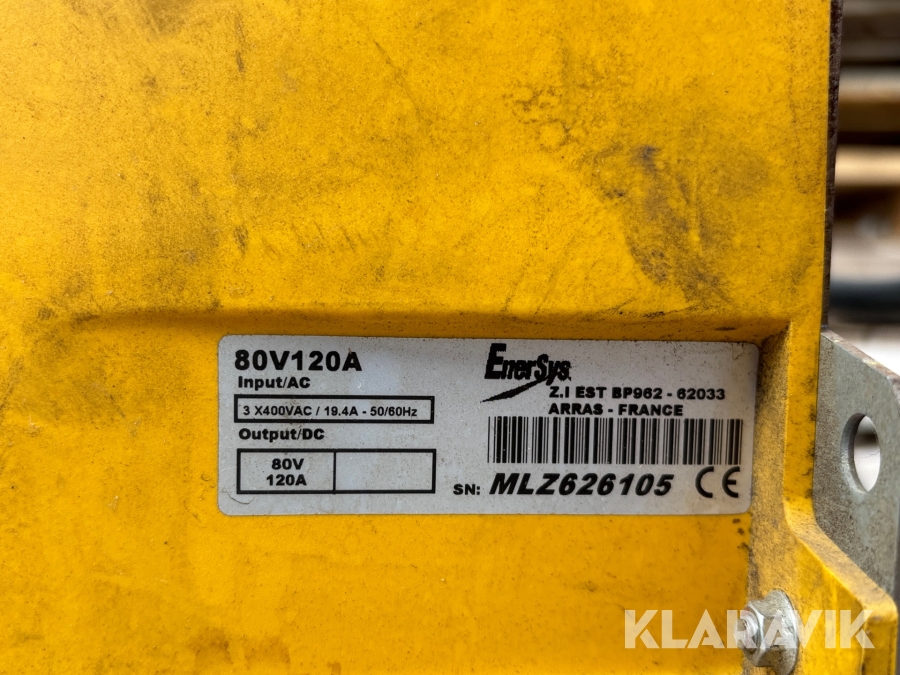 80V120A
Input/AC
3 X400VAC / 19.4A - 50/60Hz
Output/DC
80V
120A
EnerSys
Z.I EST BP962 - 62033
ARRAS - FRANCE
SN: MLZ626105 CE
KLARAVIK